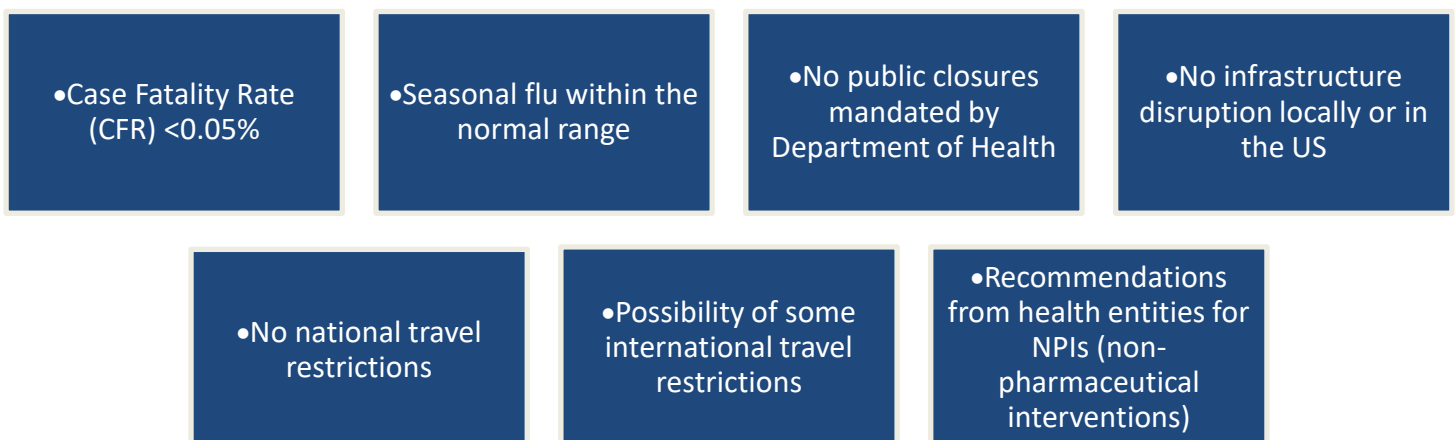 •Case Fatality Rate
(CFR) <0.05%
•Seasonal flu within the
normal range
•No public closures
mandated by
Department of Health
•No infrastructure
disruption locally or in
the US
•No national travel
restrictions
•Possibility of some
international travel
restrictions
•Recommendations
from health entities for
NPIs (non-
pharmaceutical
interventions)